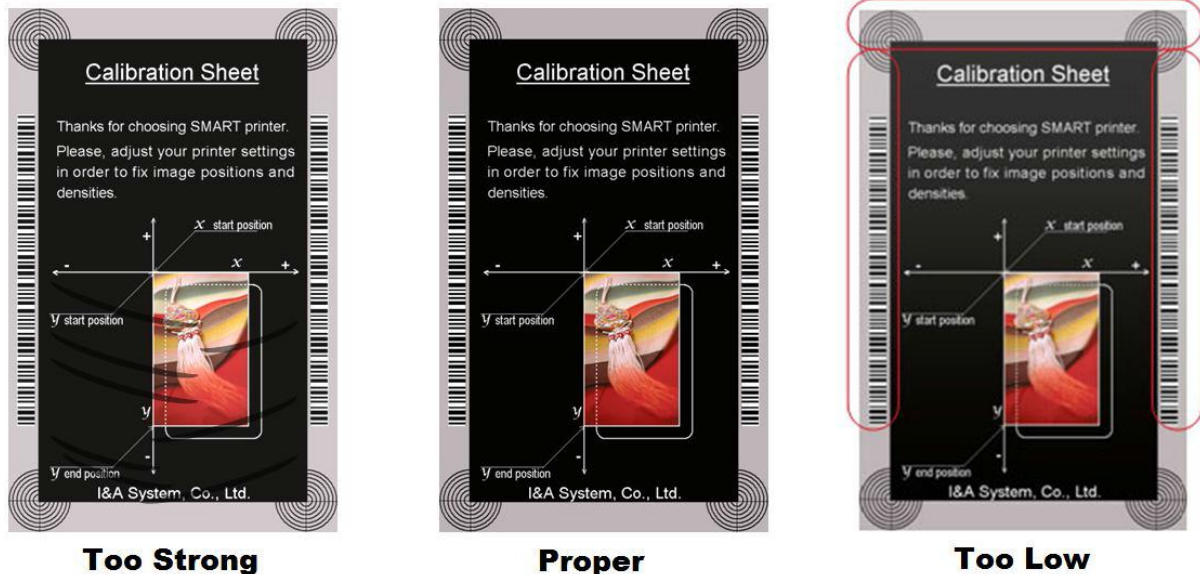 Calibration Sheet
Thanks for choosing SMART printer.
Please, adjust your printer settings
in order to fix image positions and
densities.
x start position
+
- x +
y start position
y
-
y end position
I&A System, Co., Ltd.
Too Strong
Calibration Sheet
Thanks for choosing SMART printer.
Please, adjust your printer settings
in order to fix image positions and
densities.
x start position
+
- x +
y start position
y
-
y end position
I&A System, Co., Ltd.
Proper
Calibration Sheet
Thanks for choosing SMART printer.
Please, adjust your printer settings
in order to fix image positions and
densities.
x start position
+
- x +
y start position
y
-
y end position
I&A System, Co., Ltd.
Too Low